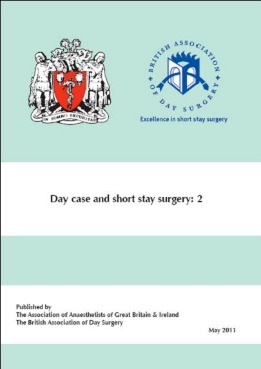 IN SOMNO SECURITAS
BRITISH ASSOCIATION
OF DAY SURGERY
Excellence in short stay surgery
Day case and short stay surgery: 2
Published by
The Association of Anaesthetists of Great Britain & Ireland
The British Association of Day Surgery
May 2011